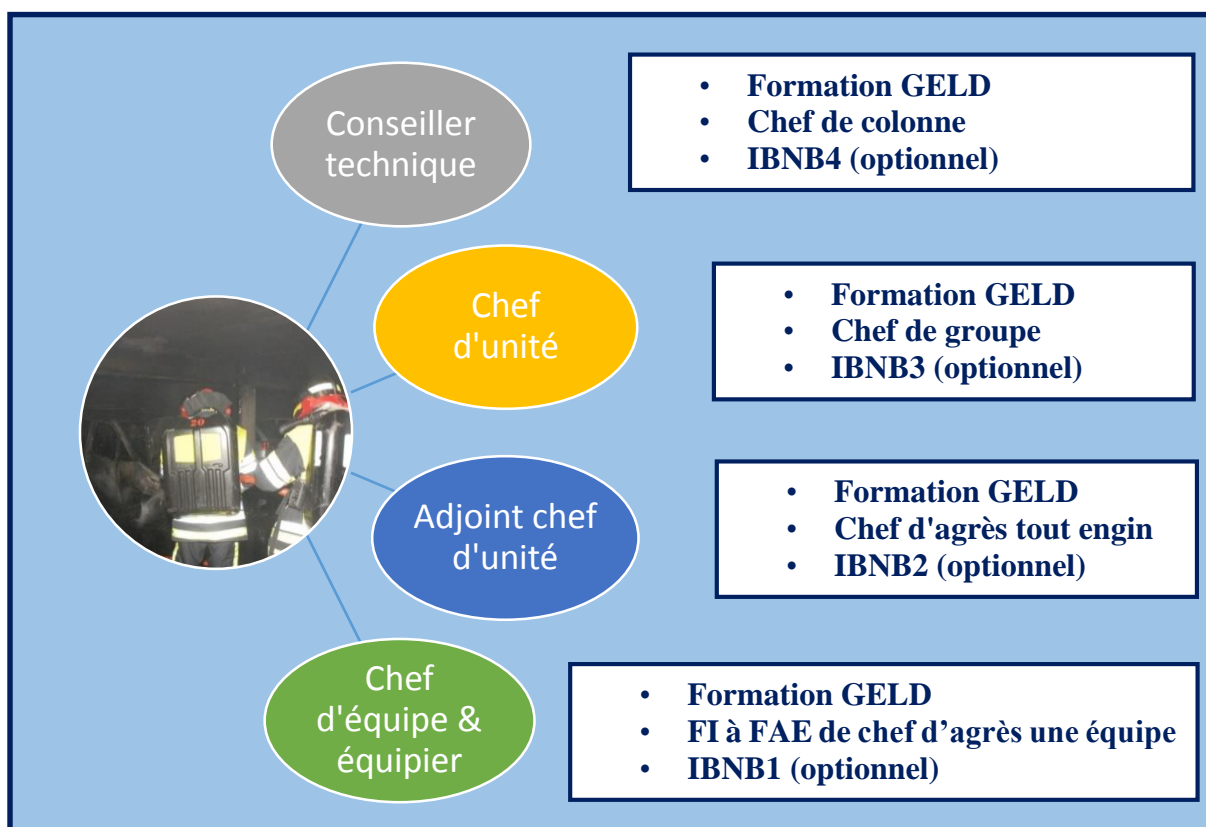 Conseiller
technique
• Formation GELD
• Chef de colonne
• IBNB4 (optionnel)
Chef
d'unité
• Formation GELD
• Chef de groupe
• IBNB3 (optionnel)
Adjoint chef
d'unité
• Formation GELD
• Chef d'agrès tout engin
• IBNB2 (optionnel)
Chef
d'équipe &
équipier
• Formation GELD
• FI à FAE de chef d’agrès une équipe
• IBNB1 (optionnel)
20